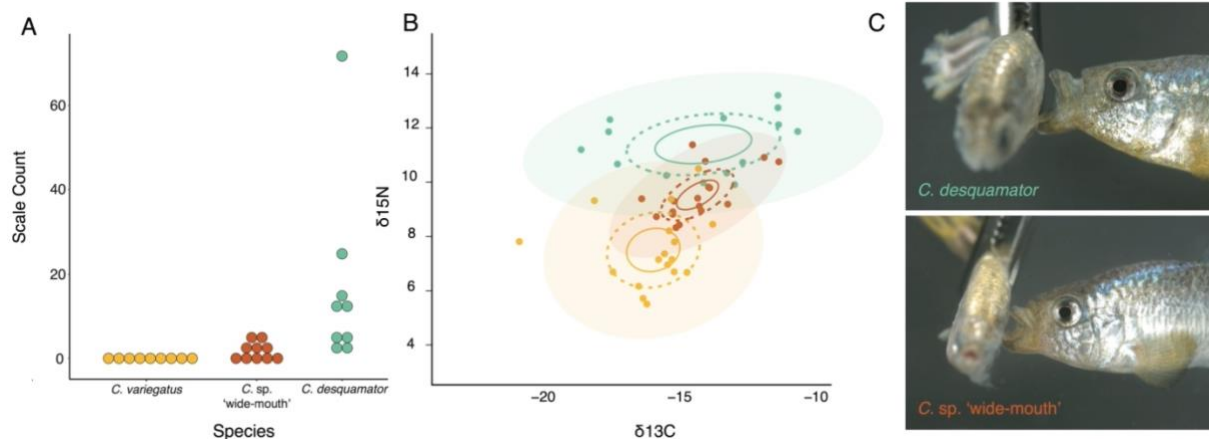 A
Scale Count
60
40
20
0
C. variegatus
C. sp.
'wide-mouth'
C. desquamator
Species
B
δ15N
14
12
10
8
6
4
−20
−15
−10
δ13C
C
C. desquamator
C. sp. 'wide-mouth'